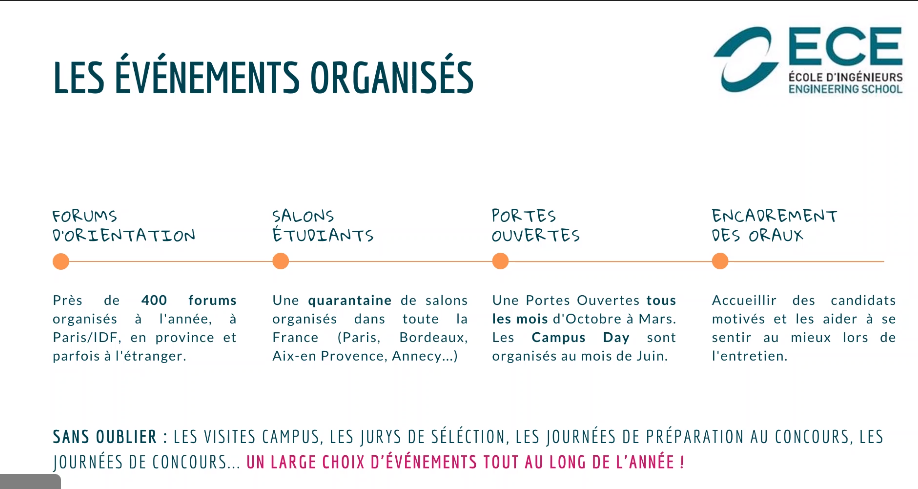 LES ÉVÉNEMENTS ORGANISÉS
ECE
ÉCOLE D'INGÉNIEURS
ENGINEERING SCHOOL
FORUMS
D'ORIENTATION
Près de 400 forums
organisés à l'année, à
Paris/IDF, en province et
parfois à l'étranger.
SALONS
ÉTUDIANTS
Une quarantaine de salons
organisés dans toute la
France (Paris, Bordeaux,
Aix-en Provence, Annecy...)
PORTES
OUVERTES
Une Portes Ouvertes tous
les mois d'Octobre à Mars.
Les Campus Day sont
organisés au mois de Juin.
ENCADREMENT
DES ORAUX
Accueillir des candidats
motivés et les aider à se
sentir au mieux lors de
l'entretien.
SANS OUBLIER : LES VISITES CAMPUS, LES JURYS DE SÉLÉCTION, LES JOURNÉES DE PRÉPARATION AU CONCOURS, LES
JOURNÉES DE CONCOURS... UN LARGE CHOIX D'ÉVÉNEMENTS TOUT AU LONG DE L'ANNÉE !